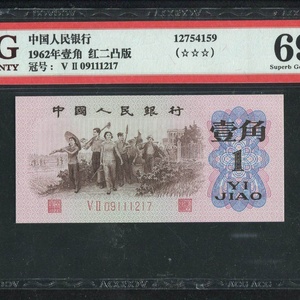 G
NTY
中国人民银行
1962年壹角 红二凸版
冠号: V II 09111217
12754159
(☆☆☆)
69
Superb G
中国人民银行
壹角
1
YI
JIAO
V II 09111217